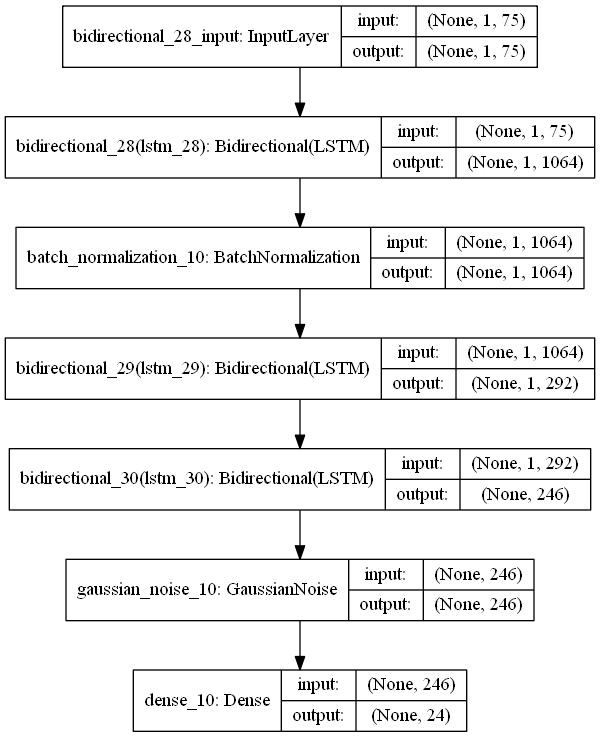 bidirectional_28_input: InputLayer
input: (None, 1, 75)
output: (None, 1, 75)
bidirectional_28(lstm_28): Bidirectional(LSTM)
input: (None, 1, 75)
output: (None, 1, 1064)
batch_normalization_10: BatchNormalization
input: (None, 1, 1064)
output: (None, 1, 1064)
bidirectional_29(lstm_29): Bidirectional(LSTM)
input: (None, 1, 1064)
output: (None, 1, 292)
bidirectional_30(lstm_30): Bidirectional(LSTM)
input: (None, 1, 292)
output: (None, 246)
gaussian_noise_10: GaussianNoise
input: (None, 246)
output: (None, 246)
dense_10: Dense
input: (None, 246)
output: (None, 24)